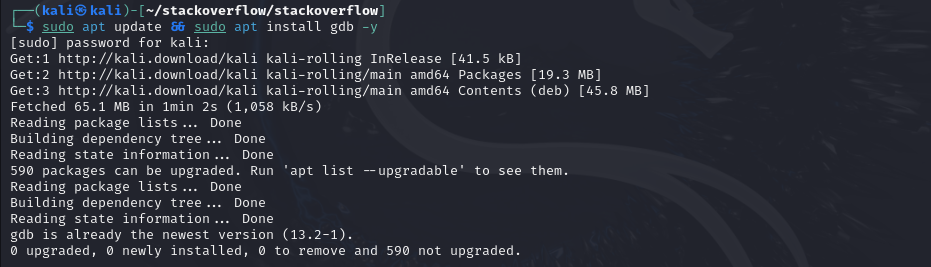 ┌──(kali㉿kali)-[~/stackoverflow/stackoverflow]
└─$ sudo apt update && sudo apt install gdb -y
[sudo] password for kali:
Get:1 http://kali.download/kali kali-rolling InRelease [41.5 kB]
Get:2 http://kali.download/kali kali-rolling/main amd64 Packages [19.3 MB]
Get:3 http://kali.download/kali kali-rolling/main amd64 Contents (deb) [45.8 MB]
Fetched 65.1 MB in 1min 2s (1,058 kB/s)
Reading package lists... Done
Building dependency tree... Done
Reading state information... Done
590 packages can be upgraded. Run 'apt list --upgradable' to see them.
Reading package lists... Done
Building dependency tree... Done
Reading state information... Done
gdb is already the newest version (13.2-1).
0 upgraded, 0 newly installed, 0 to remove and 590 not upgraded.